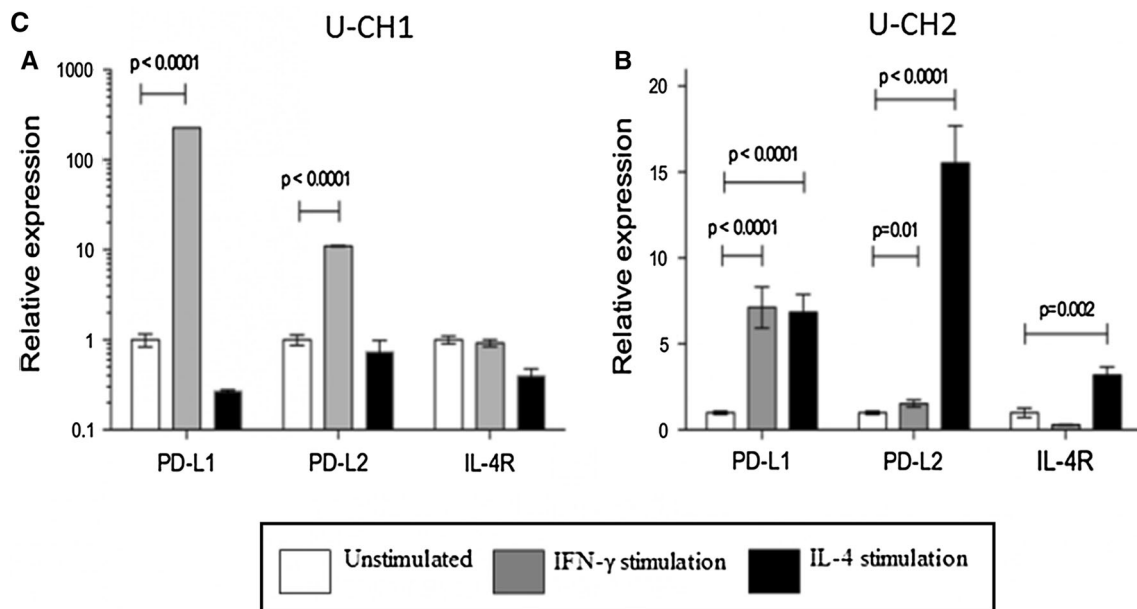 C
U-CH1
U-CH2
A
B
p < 0.0001
p < 0.0001
1000
100
10
1
0.1
Relative expression
PD-L1
PD-L2
IL-4R
p < 0.0001
p < 0.0001
p < 0.0001
p=0.01
p=0.002
20
15
10
5
0
Relative expression
PD-L1
PD-L2
IL-4R
Unstimulated
IFN-γ stimulation
IL-4 stimulation